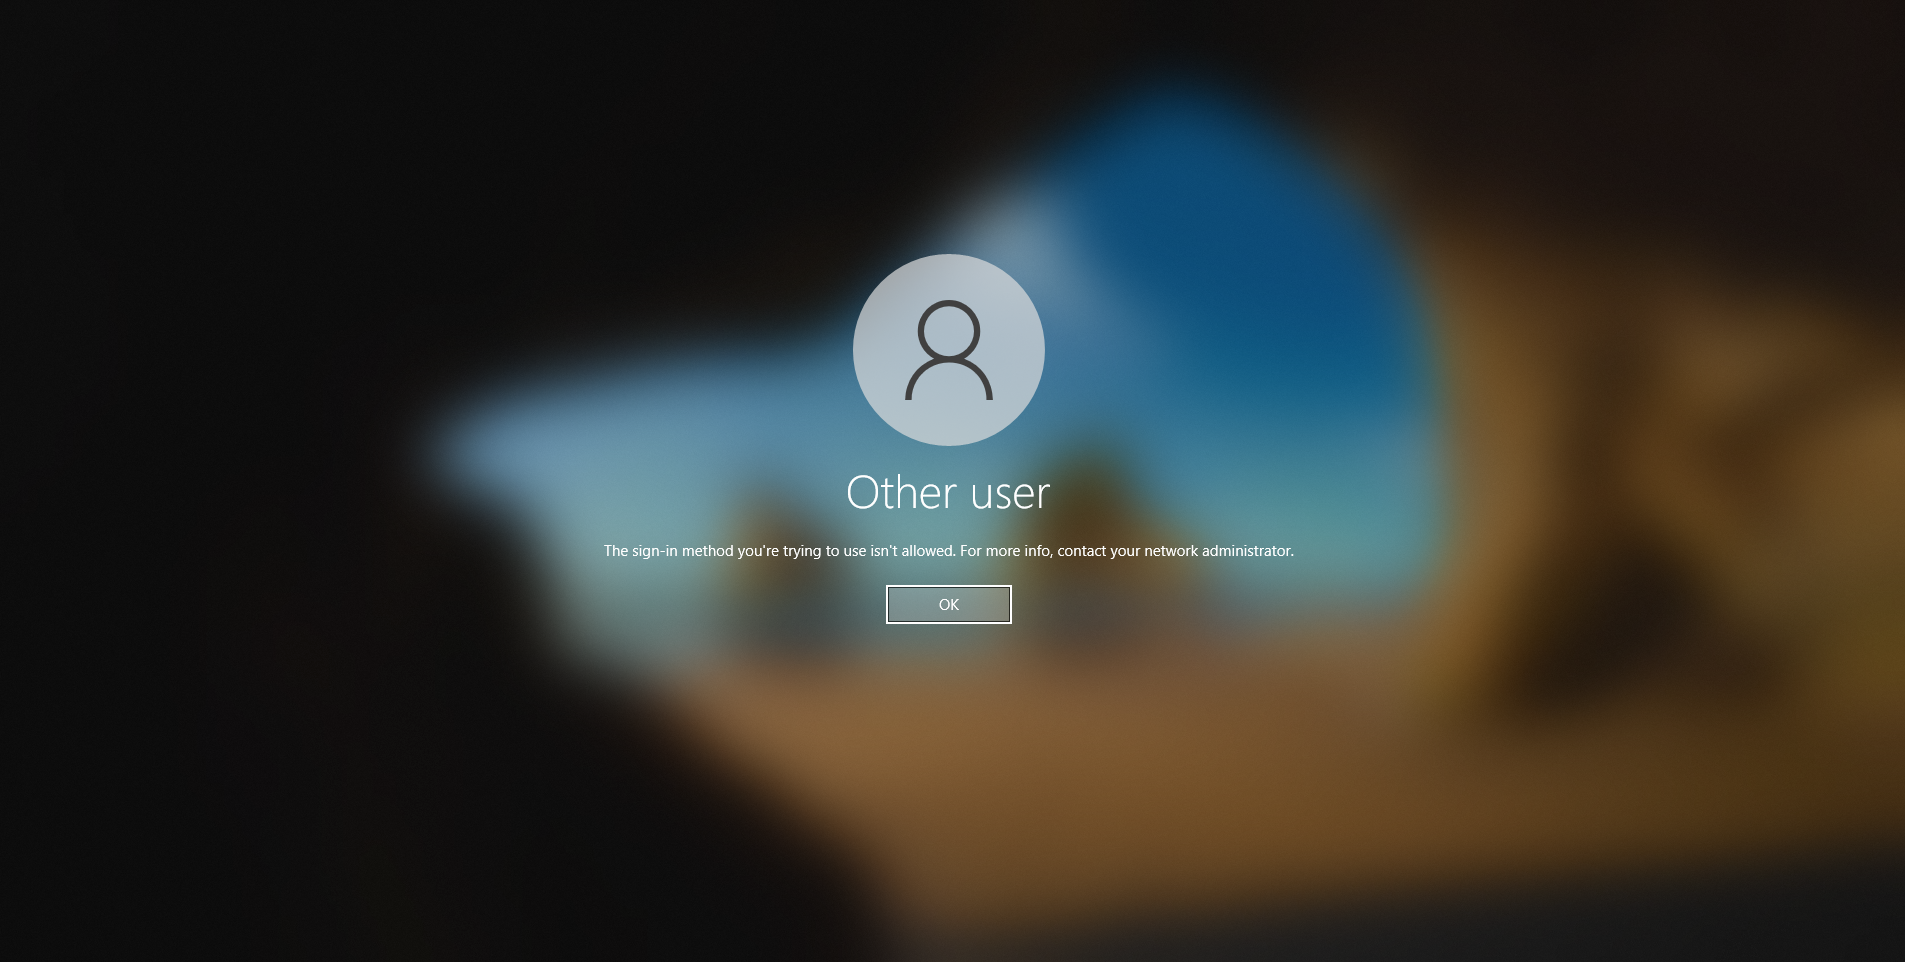 Other user
The sign-in method you're trying to use isn't allowed. For more info, contact your network administrator.
OK